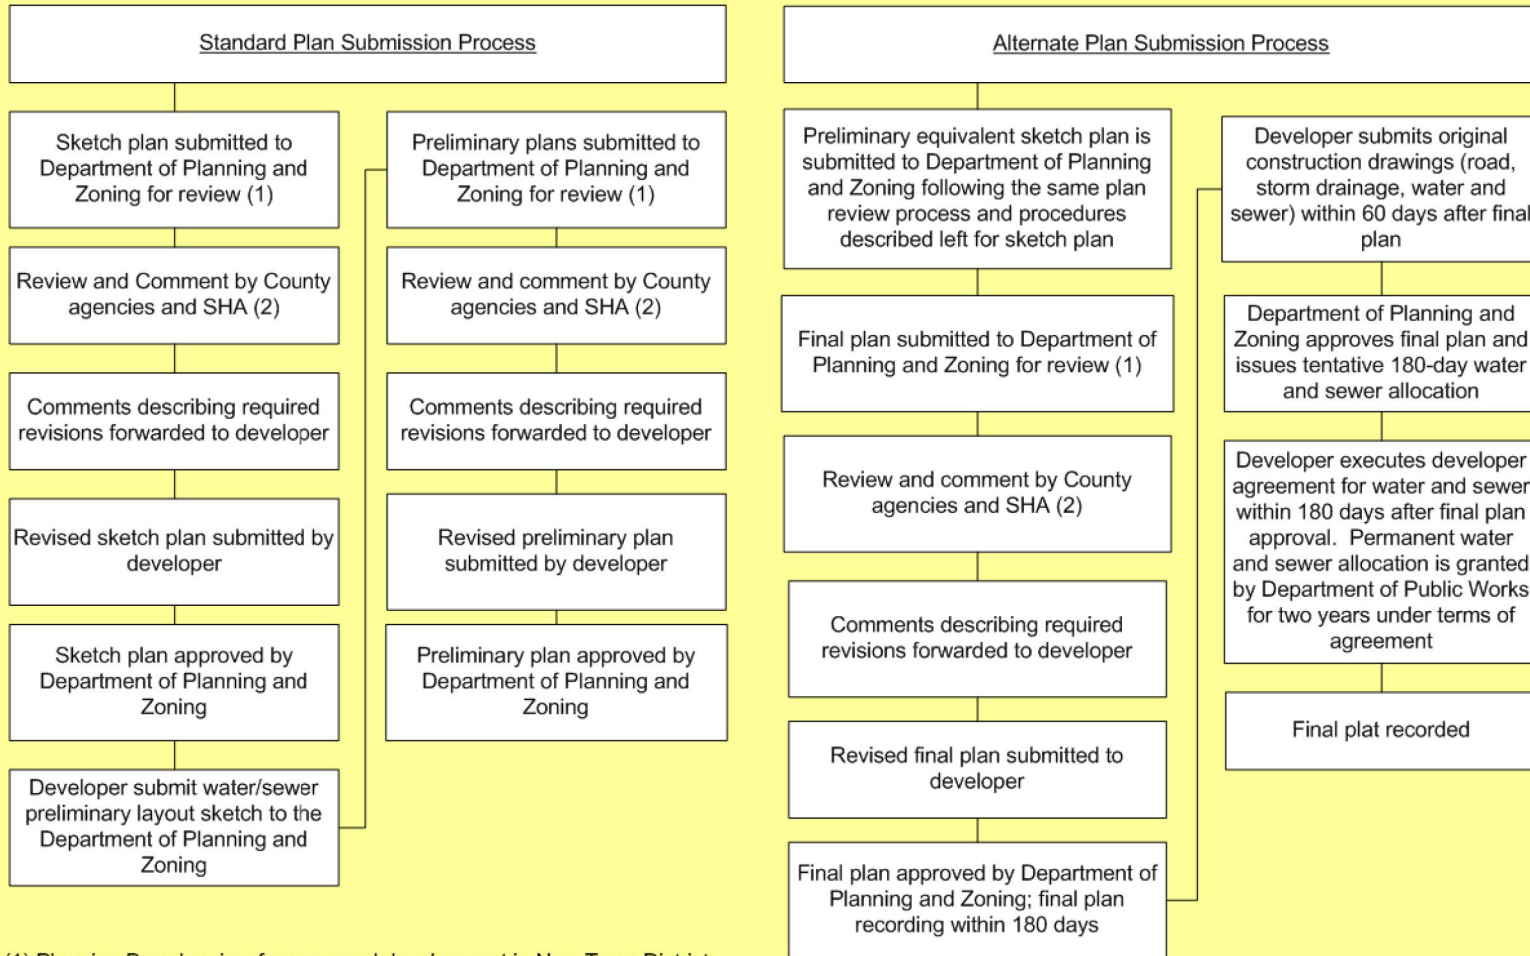 Standard Plan Submission Process
Sketch plan submitted to
Department of Planning and
Zoning for review (1)
Review and Comment by County
agencies and SHA (2)
Comments describing required
revisions forwarded to developer
Revised sketch plan submitted by
developer
Sketch plan approved by
Department of Planning and
Zoning
Developer submit water/sewer
preliminary layout sketch to the
Department of Planning and
Zoning
Preliminary plans submitted to
Department of Planning and
Zoning for review (1)
Review and comment by County
agencies and SHA (2)
Comments describing required
revisions forwarded to developer
Revised preliminary plan
submitted by developer
Preliminary plan approved by
Department of Planning and
Zoning
Alternate Plan Submission Process
Preliminary equivalent sketch plan is
submitted to Department of Planning
and Zoning following the same plan
review process and procedures
described left for sketch plan
Final plan submitted to Department of
Planning and Zoning for review (1)
Review and comment by County
agencies and SHA (2)
Comments describing required
revisions forwarded to developer
Revised final plan submitted to
developer
Final plan approved by Department of
Planning and Zoning; final plan
recording within 180 days
Developer submits original
construction drawings (road,
storm drainage, water and
sewer) within 60 days after final
plan
Department of Planning and
Zoning approves final plan and
issues tentative 180-day water
and sewer allocation
Developer executes developer
agreement for water and sewer
within 180 days after final plan
approval. Permanent water
and sewer allocation is granted
by Department of Public Works
for two years under terms of
agreement
Final plat recorded